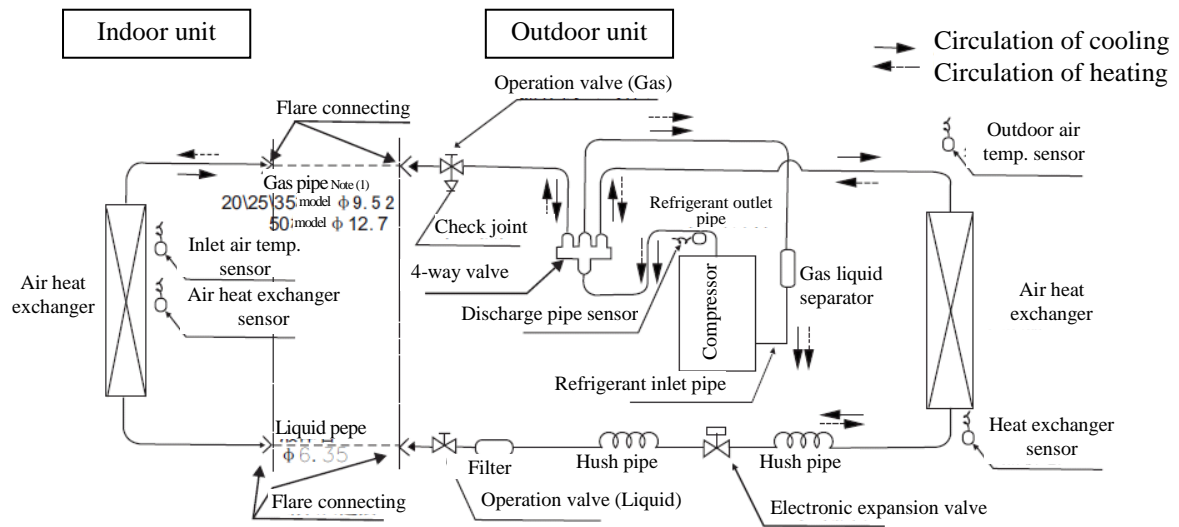 Indoor unit
Outdoor unit
Circulation of cooling
Circulation of heating
Operation valve (Gas)
Flare connecting
Outdoor air
temp. sensor
Gas pipe Note (1)
20\25\35 model ϕ9.52
50 model ϕ12.7
Check joint
Refrigerant outlet
pipe
Inlet air temp.
sensor
4-way valve
Gas liquid
separator
Air heat
exchanger
Air heat exchanger
sensor
Discharge pipe sensor
Compressor
Air heat
exchanger
Refrigerant inlet pipe
Liquid pepe
ϕ6.35
Filter
Hush pipe
Hush pipe
Heat exchanger
sensor
Flare connecting
Operation valve (Liquid)
Electronic expansion valve